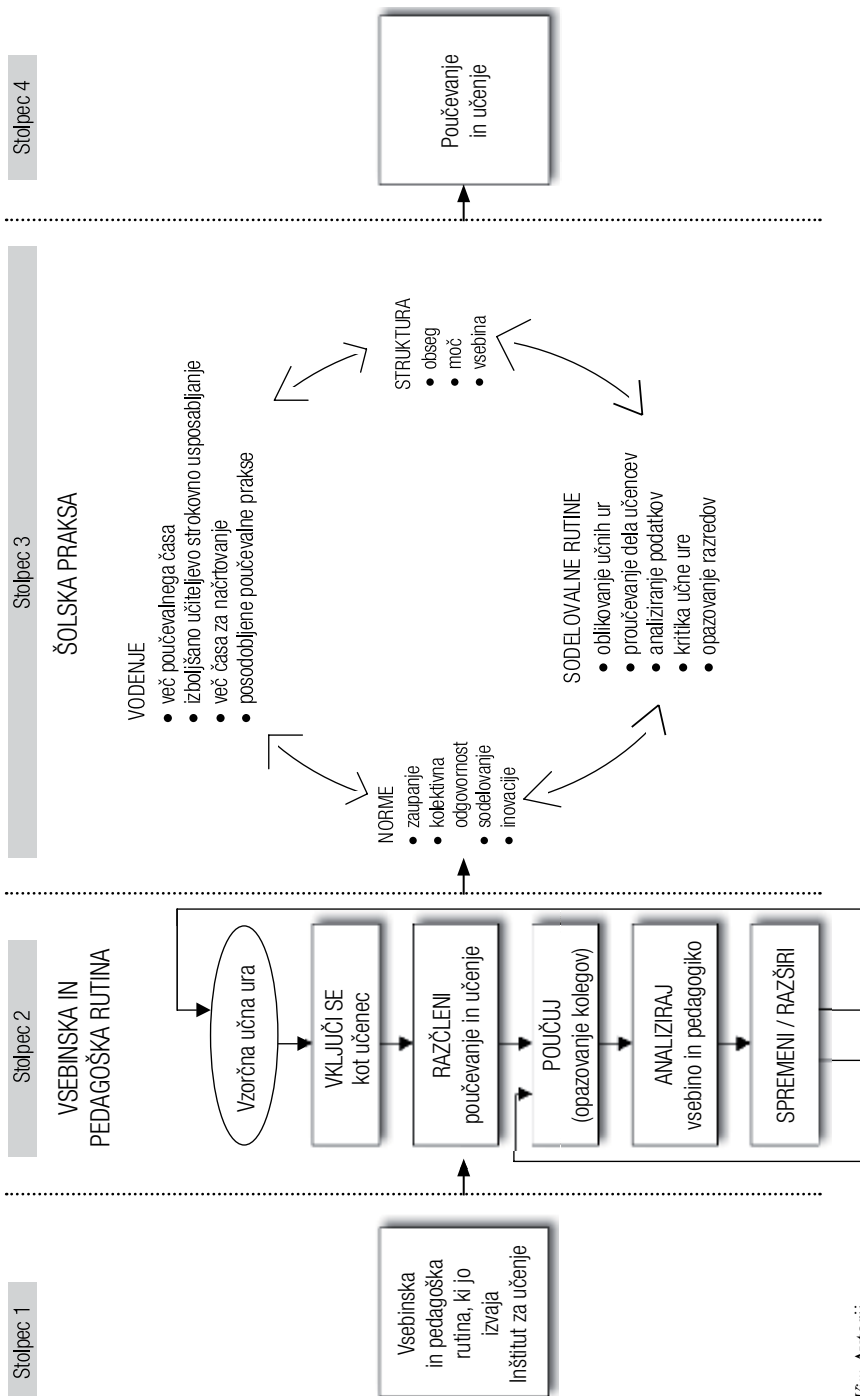 Stolpec 1
Vsebinska
in pedagoška
rutina, ki jo
izvaja
Inštitut za učenje
Stolpec 2
VSEBINSKA IN
PEDAGOŠKA RUTINA
Vzorčna učna ura
VKLJUČI SE
kot učenec
RAZČLENI
poučevanje in učenje
POUČUJ
(opazovanje kolegov)
ANALIZIRAJ
vsebino in pedagogiko
SPREMENI / RAZŠIRI
Stolpec 3
ŠOLSKA PRAKSA
VODENJE
• več poučevalnega časa
• izboljšano učiteljevo strokovno usposabljanje
• več časa za načrtovanje
• posodobljene poučevalne prakse
NORME
• zaupanje
• kolektivna
odgovornost
• sodelovanje
• inovacije
STRUKTURA
• obseg
• moč
• vsebina
SODELOVALNE RUTINE
• oblikovanje učnih ur
• proučevanje dela učencev
• analiziranje podatkov
• kritika učne ure
• opazovanje razredov
Stolpec 4
Poučevanje
in učenje